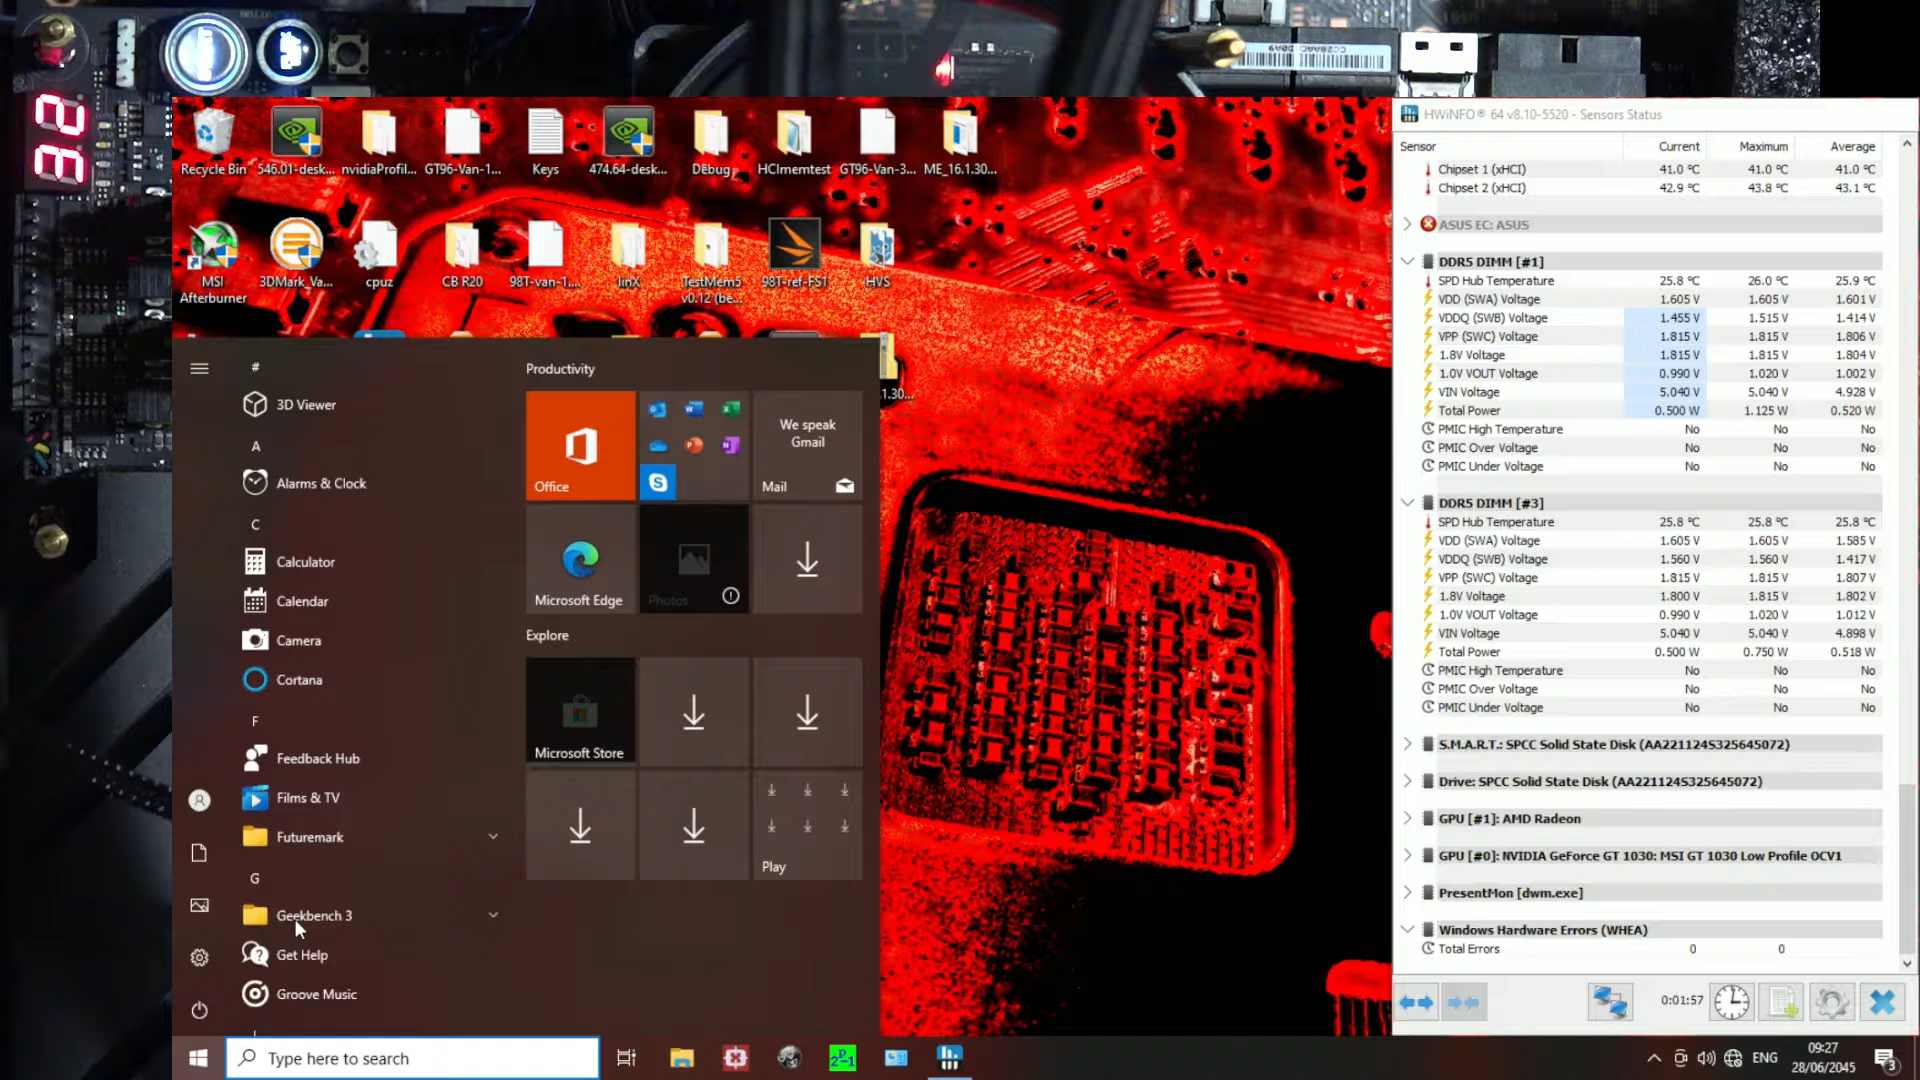 32
CC28AAC100A9
Recycle Bin
546.01-desk...
nvidiaProfil...
GT96-Van-1...
Keys
474.64-desk...
DEbug
HCImemtest
GT96-Van-3...
ME_16.1.30...
MSI Afterburner
3DMark_Va...
cpuz
CB R20
98T-van-1....
linX
TestMem5 v0.12 (be...
98T-ref-FS1
HVS
1.30...
#
3D Viewer
A
Alarms & Clock
C
Calculator
Calendar
Camera
Cortana
F
Feedback Hub
Films & TV
Futuremark
G
Geekbench 3
Get Help
Groove Music
Productivity
Office
We speak Gmail
Mail
Microsoft Edge
Photos
Explore
Microsoft Store
Play
Type here to search
HWiNFO® 64 v8.10-5520 - Sensors Status
Sensor Current Maximum Average
Chipset 1 (xHCI) 41.0 °C 41.0 °C 41.0 °C
Chipset 2 (xHCI) 42.9 °C 43.8 °C 43.1 °C
ASUS EC: ASUS
DDR5 DIMM [#1]
SPD Hub Temperature 25.8 °C 26.0 °C 25.9 °C
VDD (SWA) Voltage 1.605 V 1.605 V 1.601 V
VDDQ (SWB) Voltage 1.455 V 1.515 V 1.414 V
VPP (SWC) Voltage 1.815 V 1.815 V 1.806 V
1.8V Voltage 1.815 V 1.815 V 1.804 V
1.0V VOUT Voltage 0.990 V 1.020 V 1.002 V
VIN Voltage 5.040 V 5.040 V 4.928 V
Total Power 0.500 W 1.125 W 0.520 W
PMIC High Temperature No No No
PMIC Over Voltage No No No
PMIC Under Voltage No No No
DDR5 DIMM [#3]
SPD Hub Temperature 25.8 °C 25.8 °C 25.8 °C
VDD (SWA) Voltage 1.605 V 1.605 V 1.585 V
VDDQ (SWB) Voltage 1.560 V 1.560 V 1.417 V
VPP (SWC) Voltage 1.815 V 1.815 V 1.807 V
1.8V Voltage 1.800 V 1.815 V 1.802 V
1.0V VOUT Voltage 0.990 V 1.020 V 1.012 V
VIN Voltage 5.040 V 5.040 V 4.898 V
Total Power 0.500 W 0.750 W 0.518 W
PMIC High Temperature No No No
PMIC Over Voltage No No No
PMIC Under Voltage No No No
S.M.A.R.T.: SPCC Solid State Disk (AA221124S325645072)
Drive: SPCC Solid State Disk (AA221124S325645072)
GPU [#1]: AMD Radeon
GPU [#0]: NVIDIA GeForce GT 1030: MSI GT 1030 Low Profile OCV1
PresentMon [dwm.exe]
Windows Hardware Errors (WHEA)
Total Errors 0 0
0:01:57
ENG
09:27
28/06/2045
3